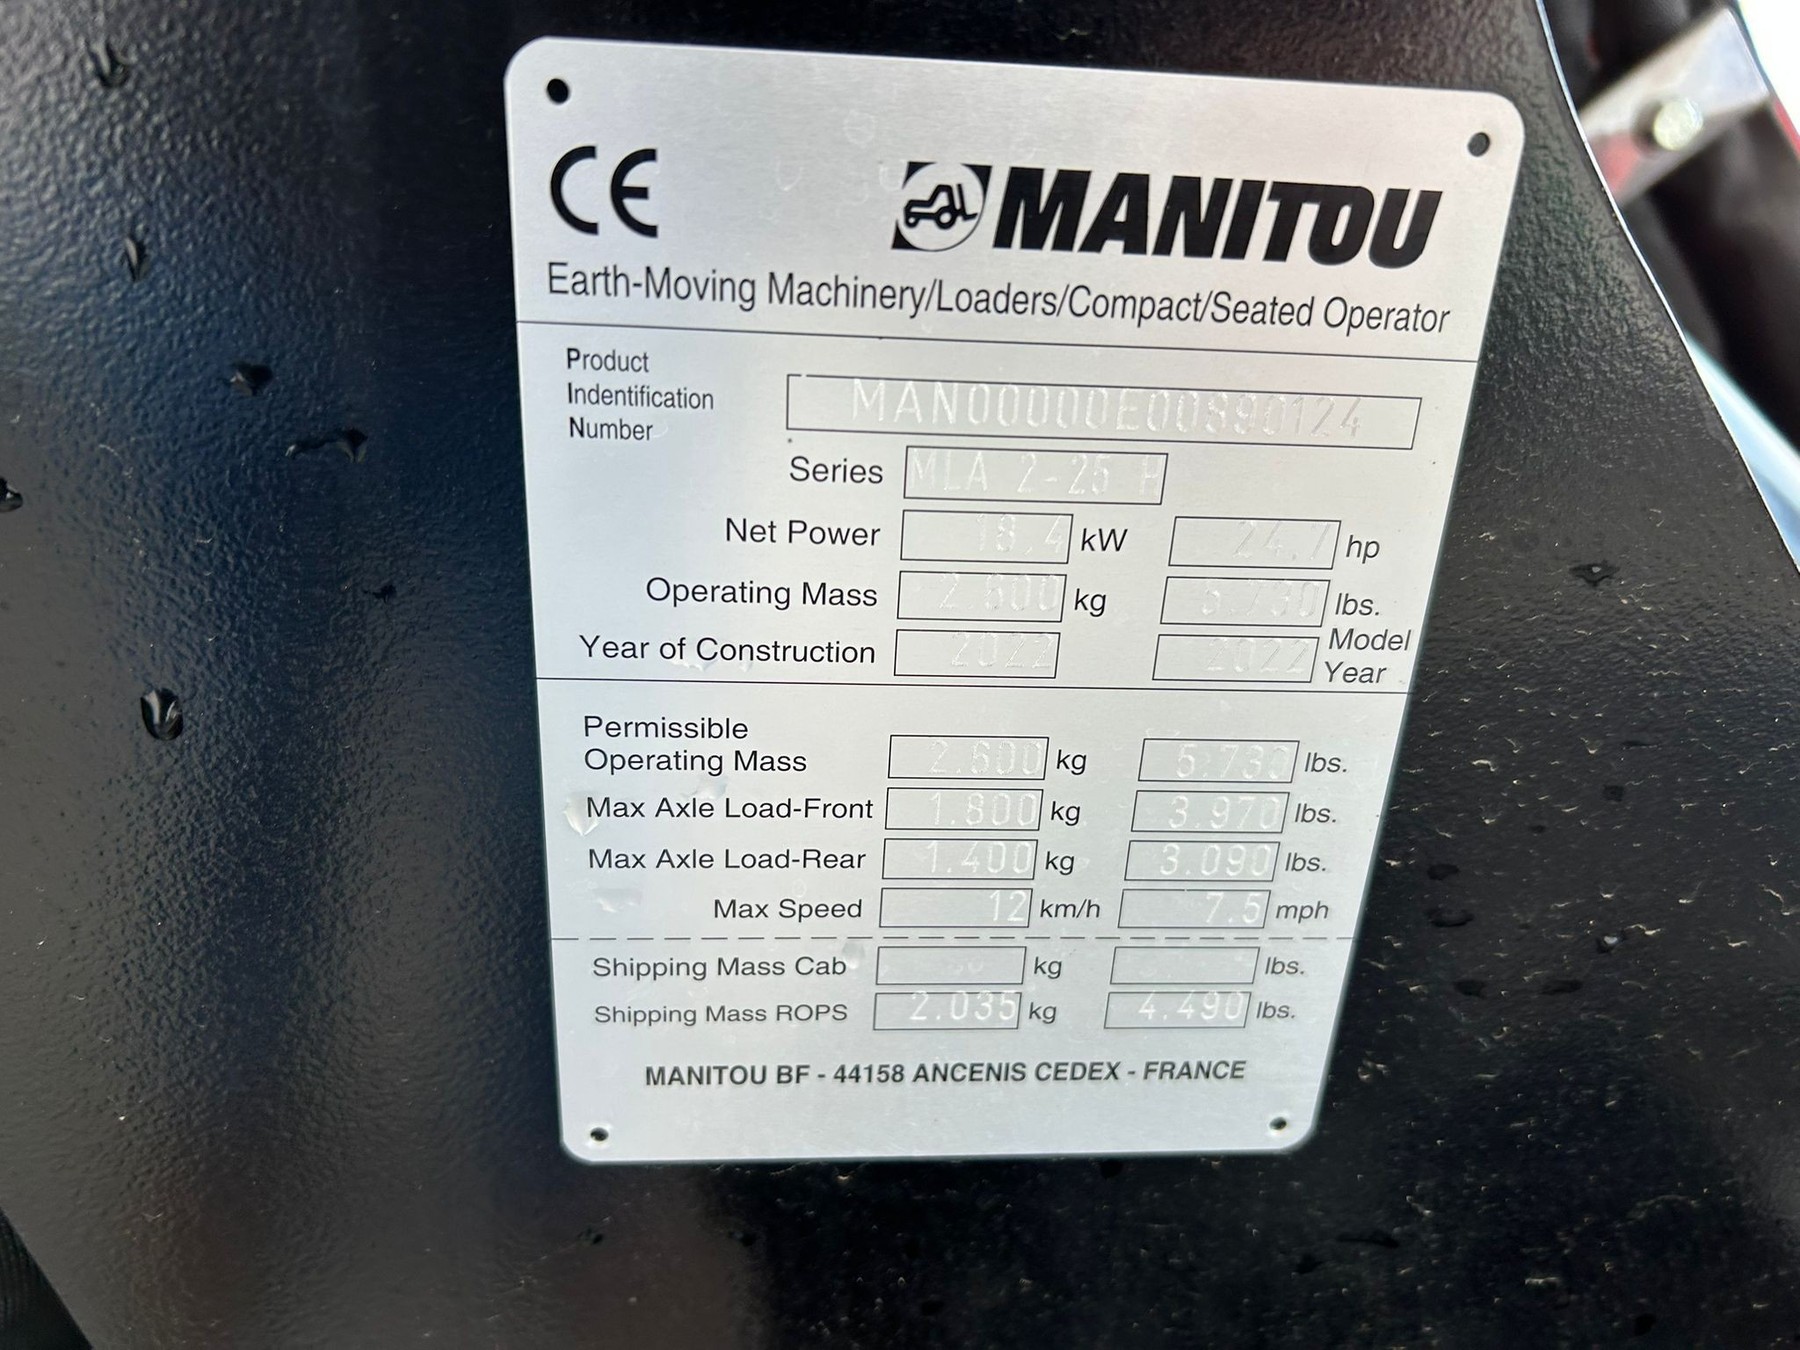 CE MANITOU
Earth-Moving Machinery/Loaders/Compact/Seated Operator
Product
Indentification
Number
MAN00000E00890124
Series MLA 2-25 H
Net Power 18.4 kW 24.7 hp
Operating Mass 2.600 kg 5.730 lbs.
Year of Construction 2022 2022 Model
Year
Permissible
Operating Mass 2.600 kg 5.730 lbs.
Max Axle Load-Front 1.800 kg 3.970 lbs.
Max Axle Load-Rear 1.400 kg 3.090 lbs.
Max Speed 12 km/h 7.5 mph
Shipping Mass Cab kg lbs.
Shipping Mass ROPS 2.035 kg 4.490 lbs.
MANITOU BF - 44158 ANCENIS CEDEX - FRANCE